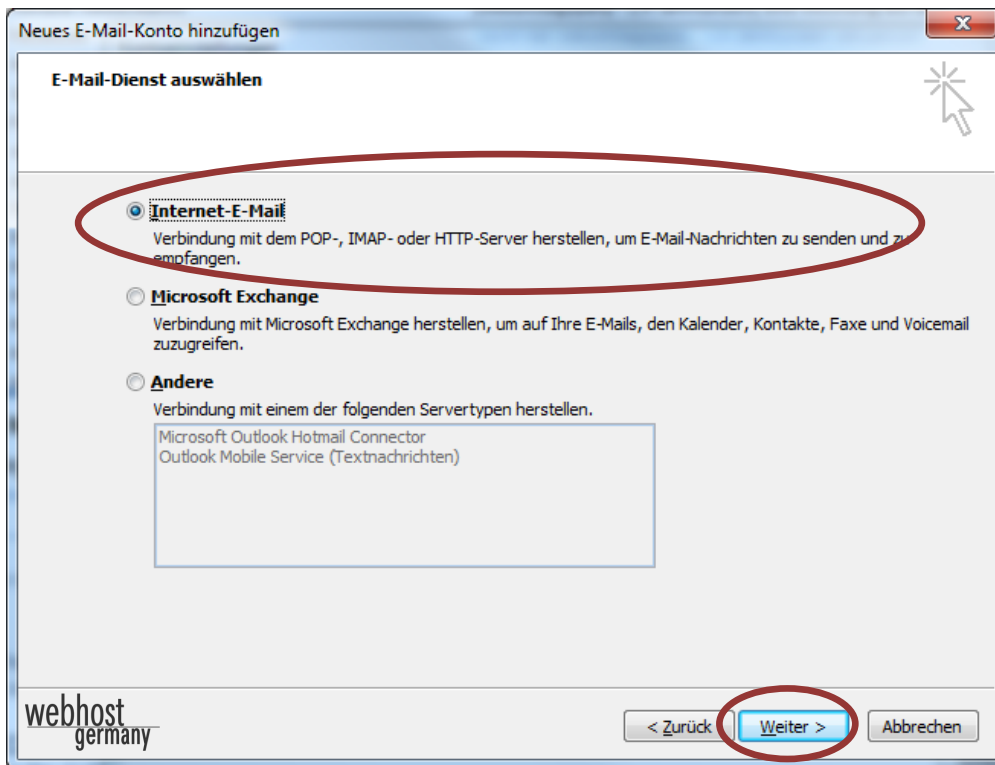 Neues E-Mail-Konto hinzufügen
E-Mail-Dienst auswählen
Internet-E-Mail
Verbindung mit dem POP-, IMAP- oder HTTP-Server herstellen, um E-Mail-Nachrichten zu senden und zu
empfangen.
Microsoft Exchange
Verbindung mit Microsoft Exchange herstellen, um auf Ihre E-Mails, den Kalender, Kontakte, Faxe und Voicemail
zuzugreifen.
Andere
Verbindung mit einem der folgenden Servertypen herstellen.
Microsoft Outlook Hotmail Connector
Outlook Mobile Service (Textnachrichten)
webhost
germany
< Zurück Weiter > Abbrechen